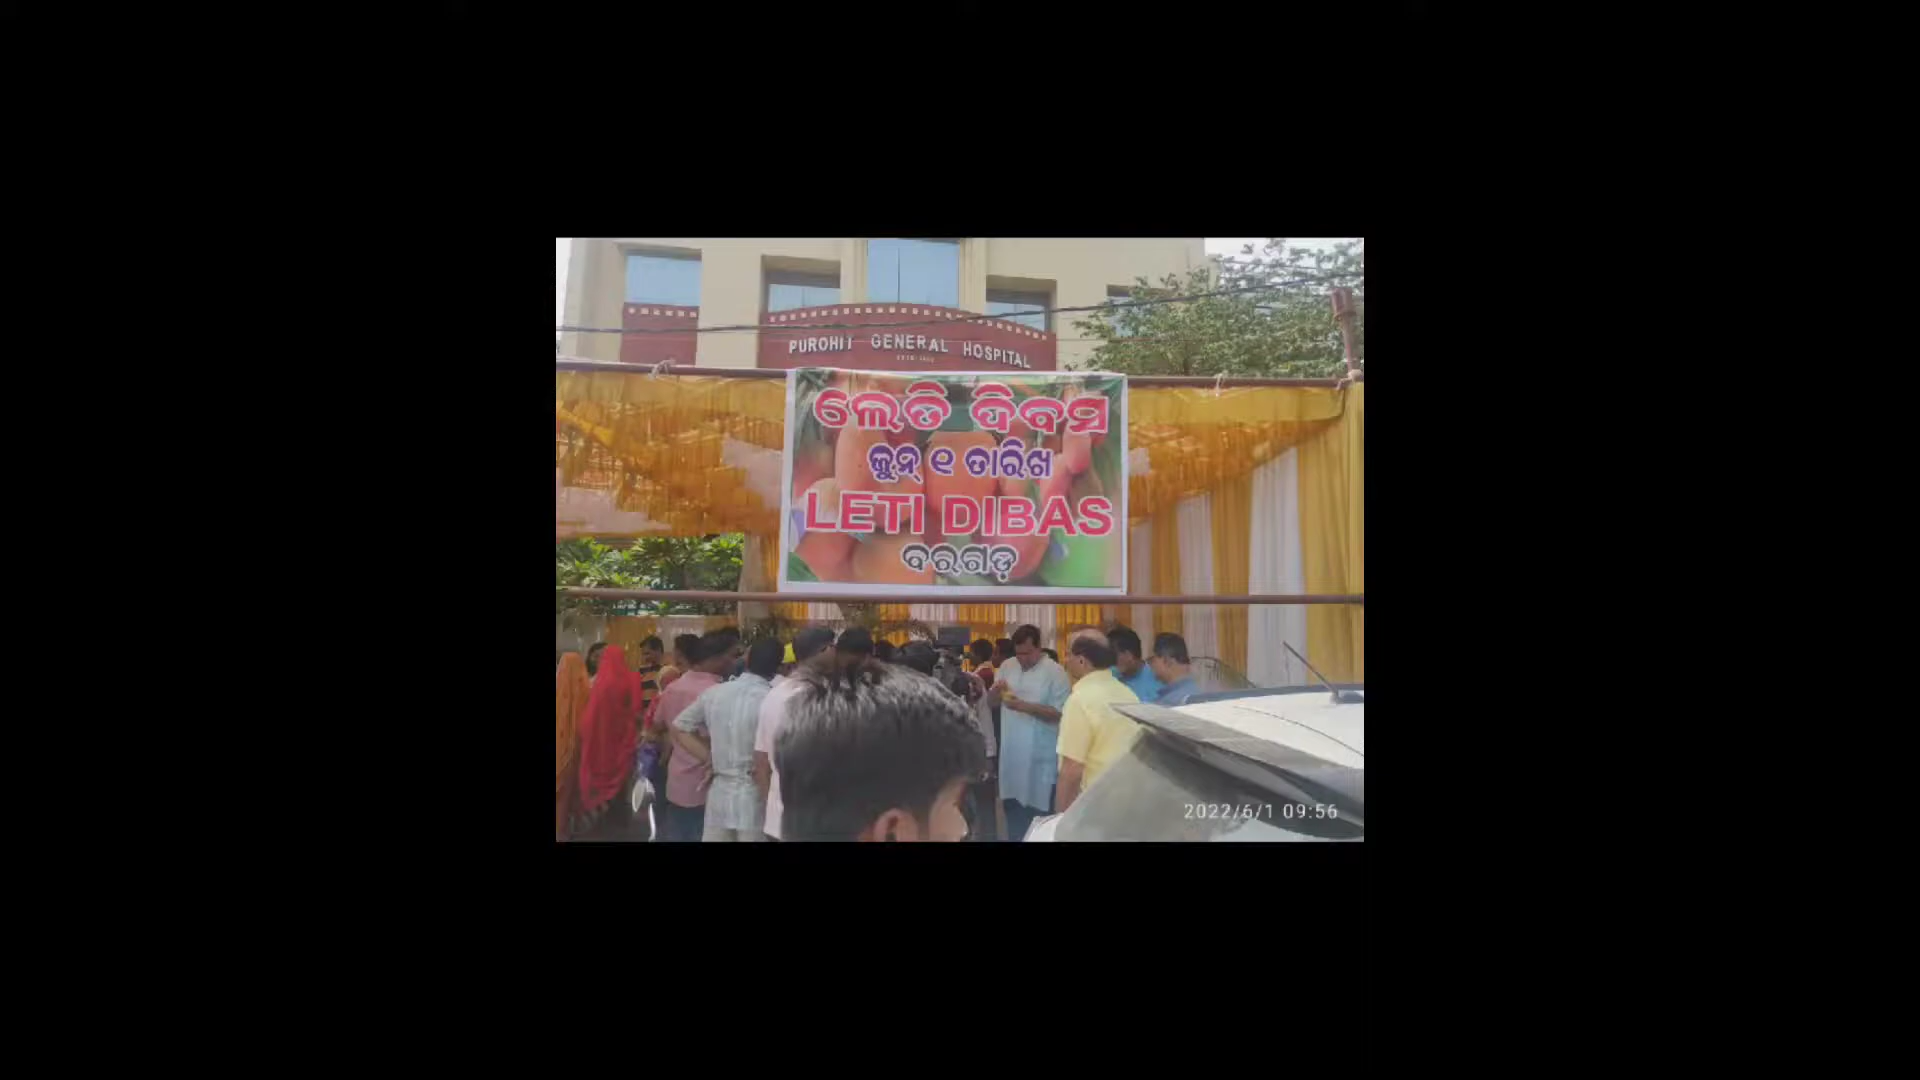 PUROHIT GENERAL HOSPITAL
ଲେତି ଦିବସ
ଜୁନ୍ ୧ ତାରିଖ
LETI DIBAS
ବରଗଡ଼
2022/6/1 09:56